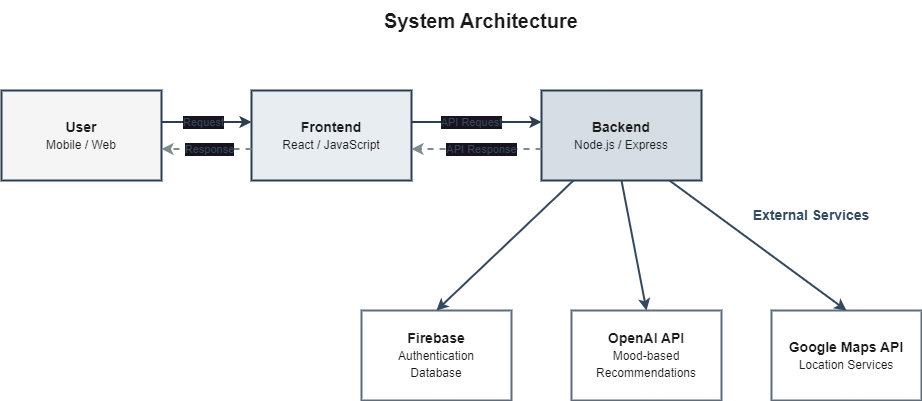 System Architecture
User
Mobile / Web
Request
Response
Frontend
React / JavaScript
API Request
API Response
Backend
Node.js / Express
External Services
Firebase
Authentication
Database
OpenAI API
Mood-based
Recommendations
Google Maps API
Location Services